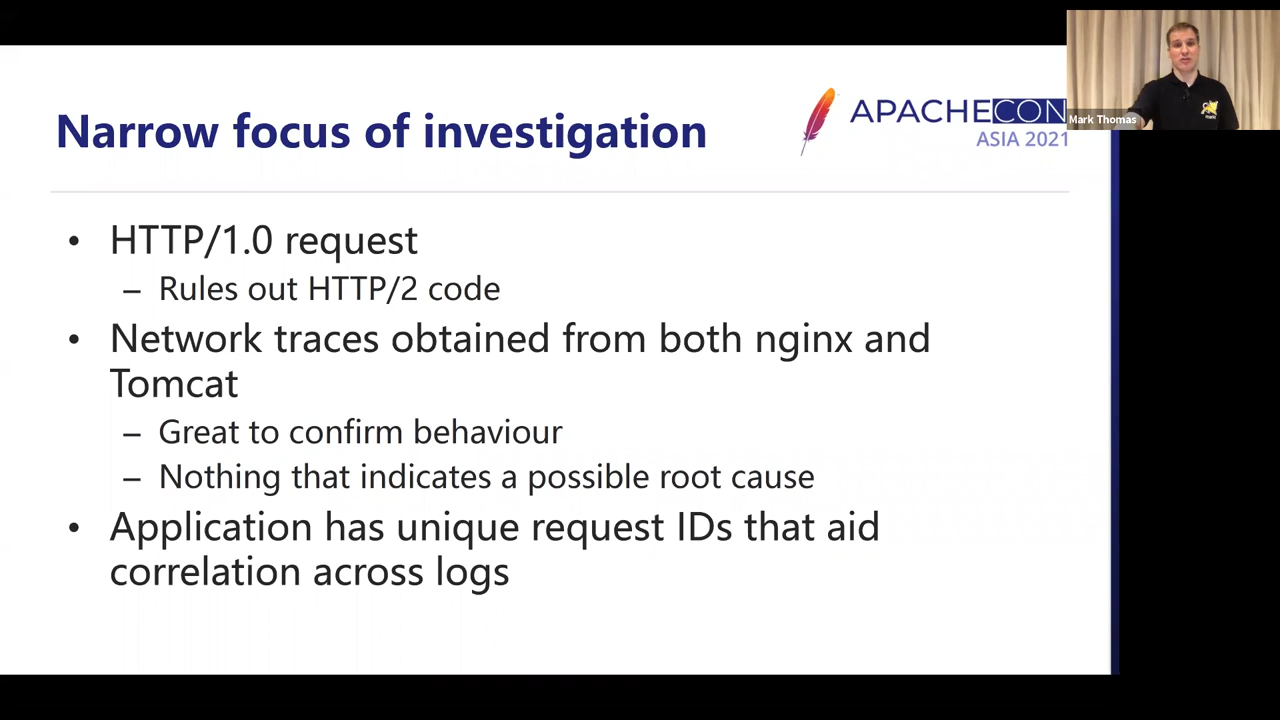 Narrow focus of investigation
APACHECON
ASIA 2021
Mark Thomas
• HTTP/1.0 request
– Rules out HTTP/2 code
• Network traces obtained from both nginx and
Tomcat
– Great to confirm behaviour
– Nothing that indicates a possible root cause
• Application has unique request IDs that aid
correlation across logs